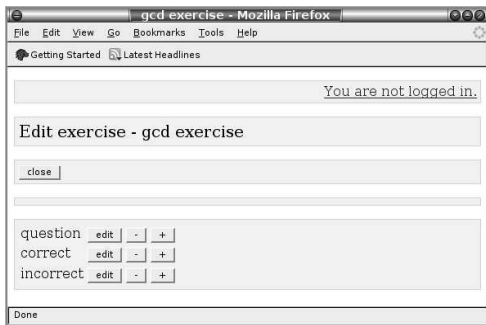 gcd exercise - Mozilla Firefox
File Edit View Go Bookmarks Tools Help
Getting Started Latest Headlines
You are not logged in.
Edit exercise - gcd exercise
close
question edit - +
correct edit - +
incorrect edit - +
Done